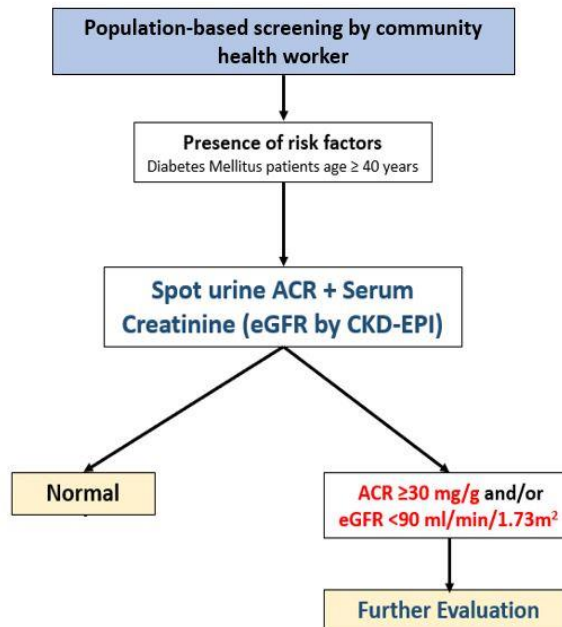 Population-based screening by community
health worker
Presence of risk factors
Diabetes Mellitus patients age ≥ 40 years
Spot urine ACR + Serum
Creatinine (eGFR by CKD-EPI)
Normal
ACR ≥30 mg/g and/or
eGFR <90 ml/min/1.73m²
Further Evaluation